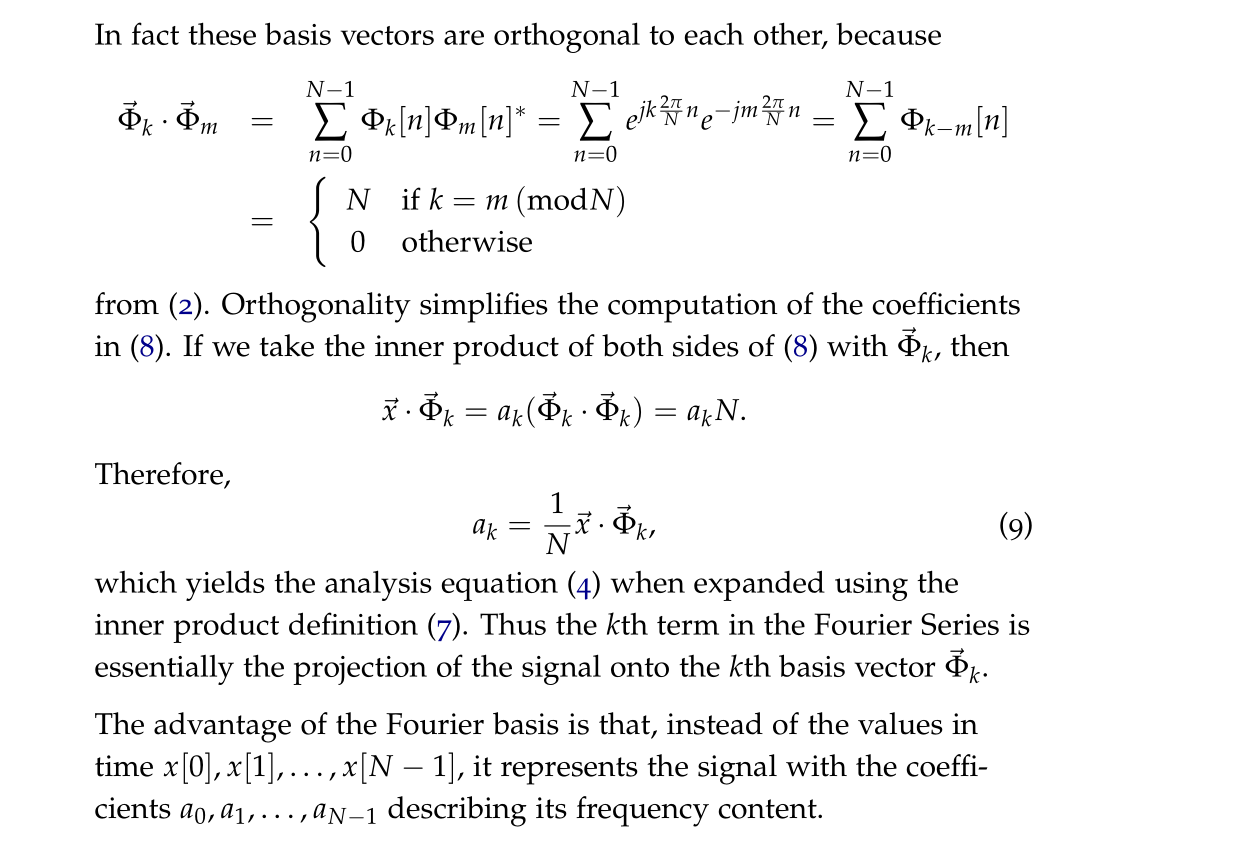 In fact these basis vectors are orthogonal to each other, because
$\vec{\Phi}_k \cdot \vec{\Phi}_m = \sum_{n=0}^{N-1} \Phi_k[n]\Phi_m[n]^* = \sum_{n=0}^{N-1} e^{jk\frac{2\pi}{N}n} e^{-jm\frac{2\pi}{N}n} = \sum_{n=0}^{N-1} \Phi_{k-m}[n]$
$= \begin{cases} N & \text{if } k = m \,(\text{mod} N) \\ 0 & \text{otherwise} \end{cases}$
from (2). Orthogonality simplifies the computation of the coefficients
in (8). If we take the inner product of both sides of (8) with $\vec{\Phi}_k$, then
$\vec{x} \cdot \vec{\Phi}_k = a_k(\vec{\Phi}_k \cdot \vec{\Phi}_k) = a_k N.$
Therefore,
$a_k = \frac{1}{N} \vec{x} \cdot \vec{\Phi}_k,$ (9)
which yields the analysis equation (4) when expanded using the
inner product definition (7). Thus the $k$th term in the Fourier Series is
essentially the projection of the signal onto the $k$th basis vector $\vec{\Phi}_k$.
The advantage of the Fourier basis is that, instead of the values in
time $x[0], x[1], \ldots, x[N-1]$, it represents the signal with the coeffi-
cients $a_0, a_1, \ldots, a_{N-1}$ describing its frequency content.